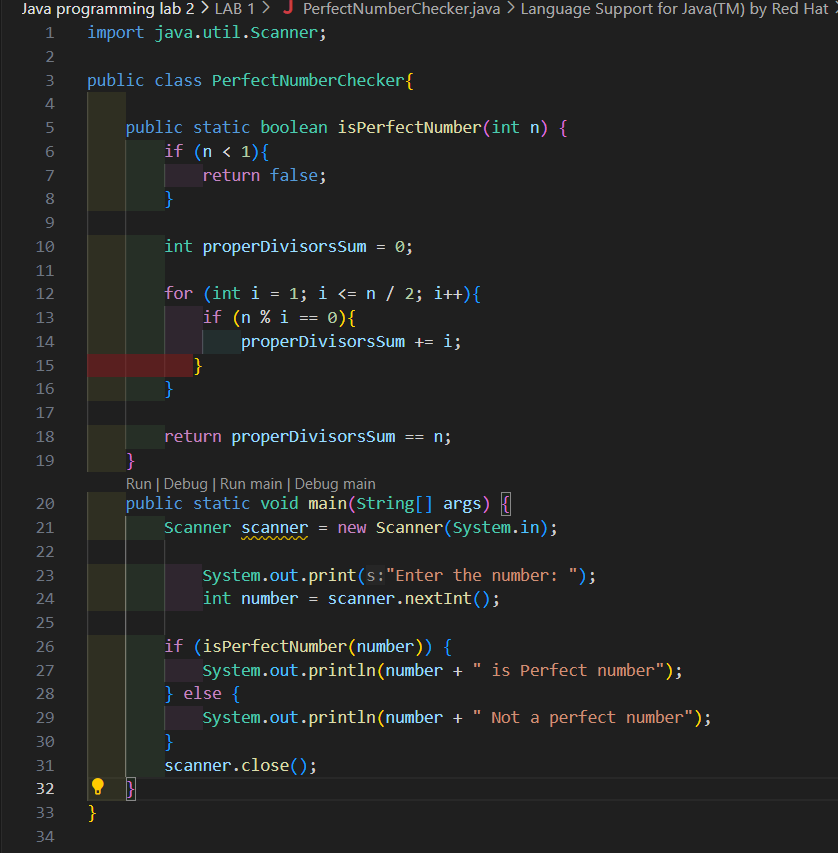 Java programming lab 2 > LAB 1 > J PerfectNumberChecker.java > Language Support for Java(TM) by Red Hat >
1 import java.util.Scanner;
2
3 public class PerfectNumberChecker{
4
5 public static boolean isPerfectNumber(int n) {
6 if (n < 1){
7 return false;
8 }
9
10 int properDivisorsSum = 0;
11
12 for (int i = 1; i <= n / 2; i++){
13 if (n % i == 0){
14 properDivisorsSum += i;
15 }
16 }
17
18 return properDivisorsSum == n;
19 }
Run | Debug | Run main | Debug main
20 public static void main(String[] args) {
21 Scanner scanner = new Scanner(System.in);
22
23 System.out.print(s:"Enter the number: ");
24 int number = scanner.nextInt();
25
26 if (isPerfectNumber(number)) {
27 System.out.println(number + " is Perfect number");
28 } else {
29 System.out.println(number + " Not a perfect number");
30 }
31 scanner.close();
32 }
33 }
34